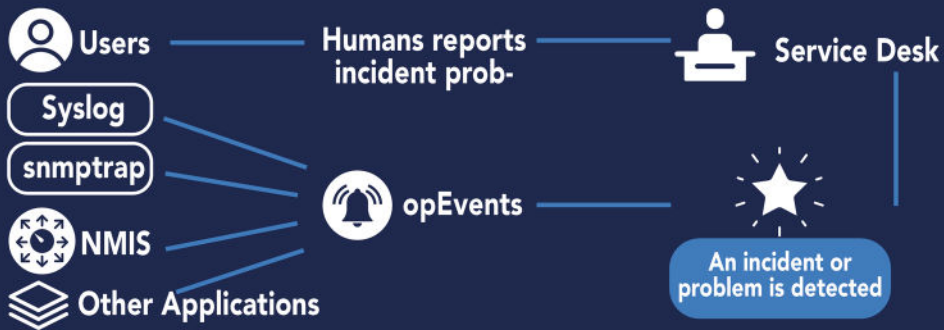 Users
Humans reports
incident prob-
Service Desk
Syslog
snmptrap
opEvents
NMIS
An incident or
problem is detected
Other Applications